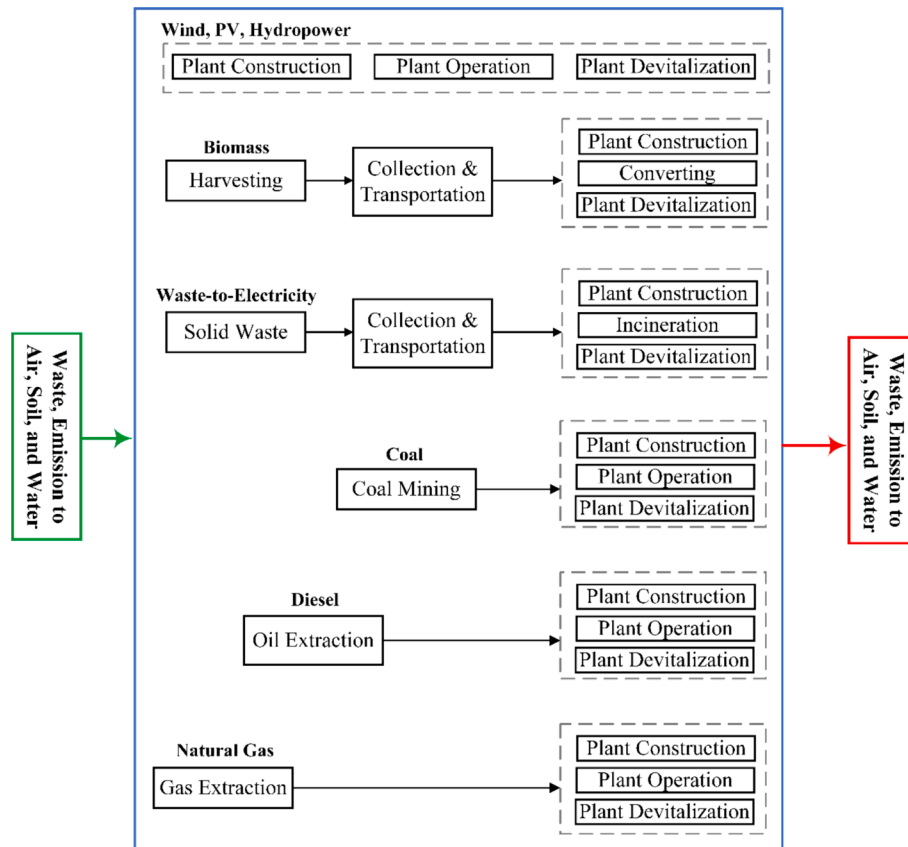 Wind, PV, Hydropower
Plant Construction
Plant Operation
Plant Devitalization
Biomass
Harvesting
Collection &
Transportation
Plant Construction
Converting
Plant Devitalization
Waste-to-Electricity
Solid Waste
Collection &
Transportation
Plant Construction
Incineration
Plant Devitalization
Waste, Emission to
Air, Soil, and Water
Coal
Coal Mining
Plant Construction
Plant Operation
Plant Devitalization
Waste, Emission to
Air, Soil, and Water
Diesel
Oil Extraction
Plant Construction
Plant Operation
Plant Devitalization
Natural Gas
Gas Extraction
Plant Construction
Plant Operation
Plant Devitalization